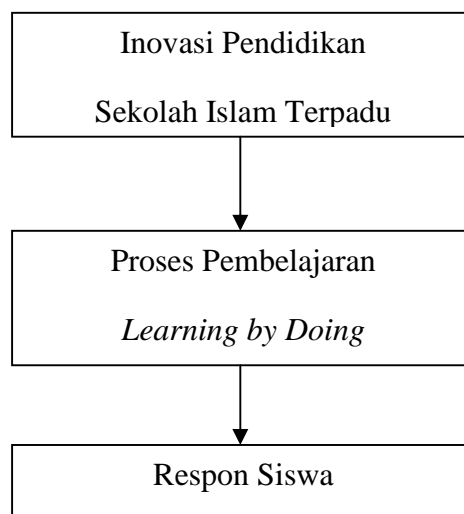 Inovasi Pendidikan
Sekolah Islam Terpadu
Proses Pembelajaran
Learning by Doing
Respon Siswa